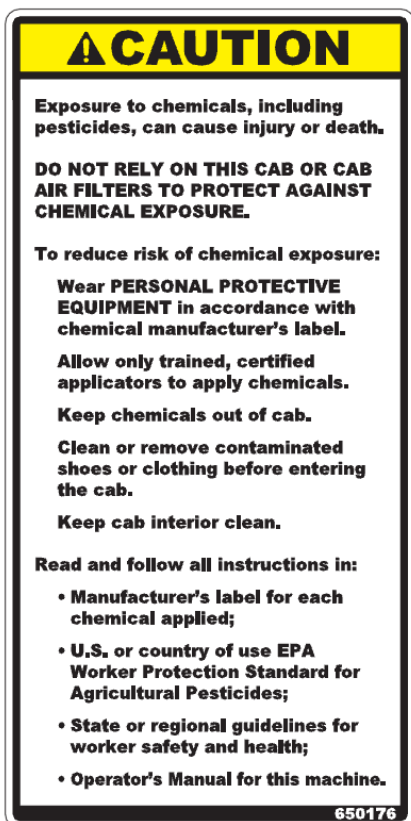 CAUTION
Exposure to chemicals, including
pesticides, can cause injury or death.
DO NOT RELY ON THIS CAB OR CAB
AIR FILTERS TO PROTECT AGAINST
CHEMICAL EXPOSURE.
To reduce risk of chemical exposure:
Wear PERSONAL PROTECTIVE
EQUIPMENT in accordance with
chemical manufacturer's label.
Allow only trained, certified
applicators to apply chemicals.
Keep chemicals out of cab.
Clean or remove contaminated
shoes or clothing before entering
the cab.
Keep cab interior clean.
Read and follow all instructions in:
• Manufacturer's label for each
chemical applied;
• U.S. or country of use EPA
Worker Protection Standard for
Agricultural Pesticides;
• State or regional guidelines for
worker safety and health;
• Operator's Manual for this machine.
650176